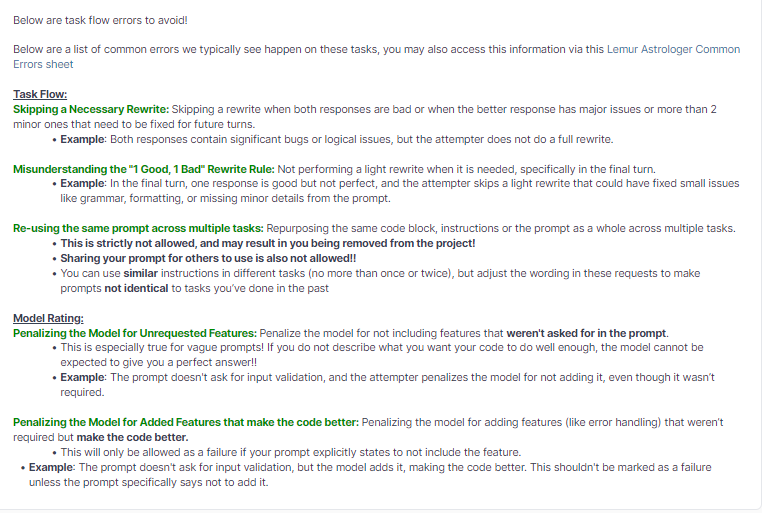 Below are task flow errors to avoid!
Below are a list of common errors we typically see happen on these tasks, you may also access this information via this Lemur Astrologer Common
Errors sheet
Task Flow:
Skipping a Necessary Rewrite: Skipping a rewrite when both responses are bad or when the better response has major issues or more than 2
minor ones that need to be fixed for future turns.
• Example: Both responses contain significant bugs or logical issues, but the attempter does not do a full rewrite.
Misunderstanding the "1 Good, 1 Bad" Rewrite Rule: Not performing a light rewrite when it is needed, specifically in the final turn.
• Example: In the final turn, one response is good but not perfect, and the attempter skips a light rewrite that could have fixed small issues
like grammar, formatting, or missing minor details from the prompt.
Re-using the same prompt across multiple tasks: Repurposing the same code block, instructions or the prompt as a whole across multiple tasks.
• This is strictly not allowed, and may result in you being removed from the project!
• Sharing your prompt for others to use is also not allowed!!
• You can use similar instructions in different tasks (no more than once or twice), but adjust the wording in these requests to make
prompts not identical to tasks you've done in the past
Model Rating:
Penalizing the Model for Unrequested Features: Penalize the model for not including features that weren't asked for in the prompt.
• This is especially true for vague prompts! If you do not describe what you want your code to do well enough, the model cannot be
expected to give you a perfect answer!!
• Example: The prompt doesn't ask for input validation, and the attempter penalizes the model for not adding it, even though it wasn't
required.
Penalizing the Model for Added Features that make the code better: Penalizing the model for adding features (like error handling) that weren't
required but make the code better.
• This will only be allowed as a failure if your prompt explicitly states to not include the feature.
• Example: The prompt doesn't ask for input validation, but the model adds it, making the code better. This shouldn't be marked as a failure
unless the prompt specifically says not to add it.